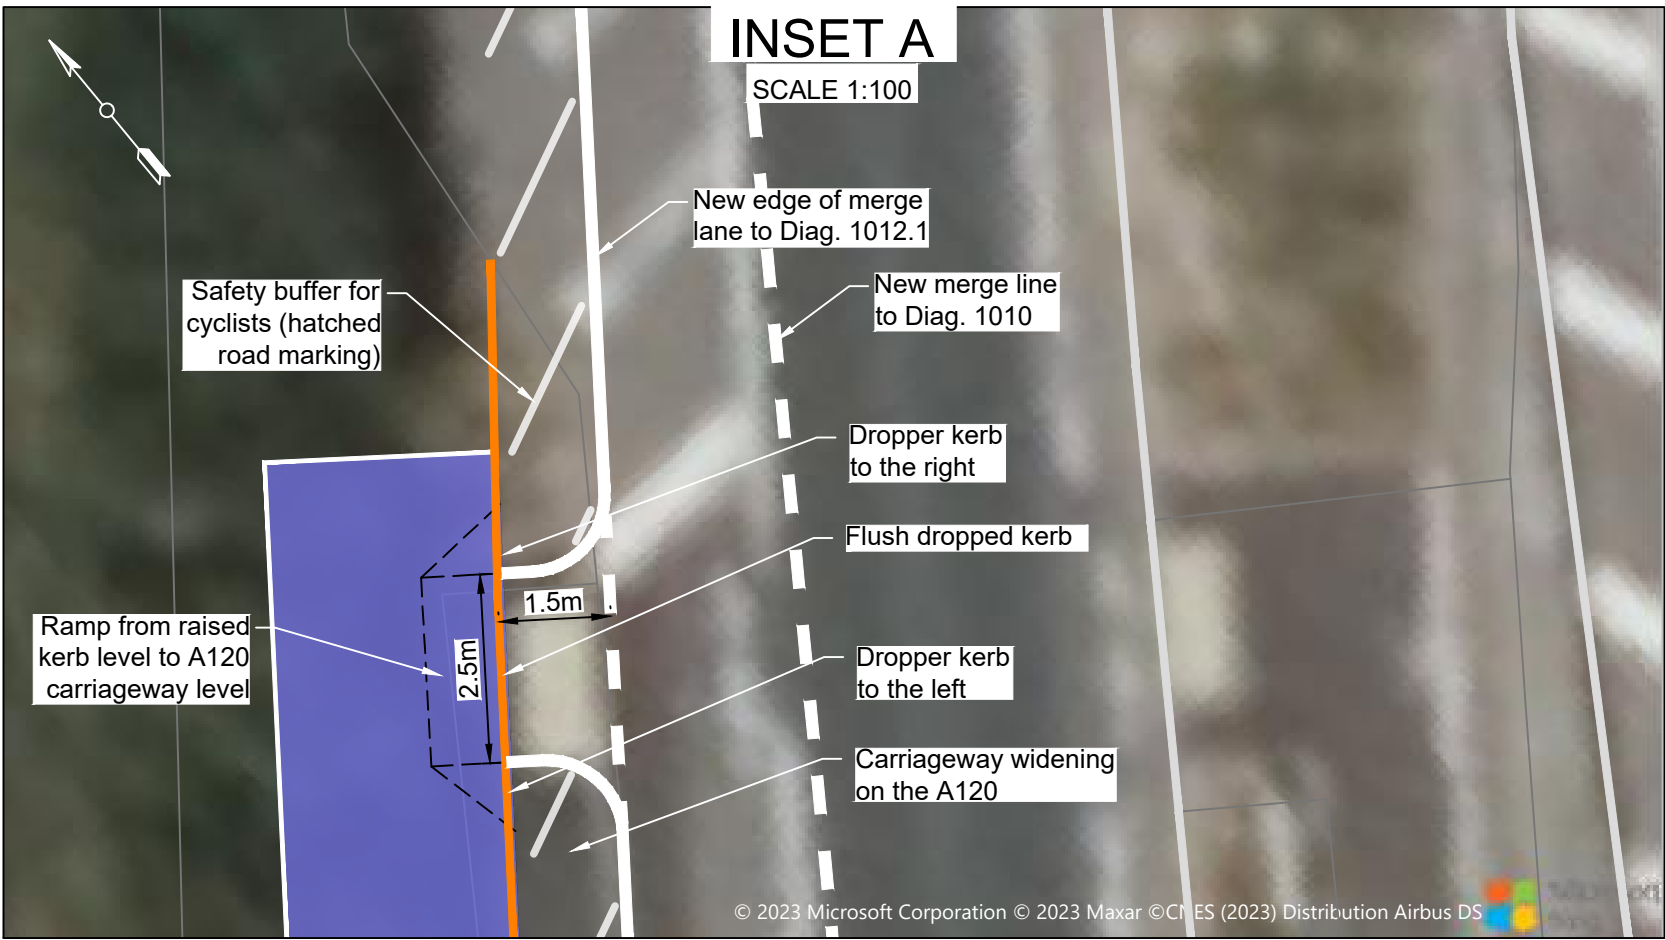 INSET A
SCALE 1:100
New edge of merge
lane to Diag. 1012.1
Safety buffer for
cyclists (hatched
road marking)
New merge line
to Diag. 1010
Dropper kerb
to the right
Flush dropped kerb
1.5m
2.5m
Ramp from raised
kerb level to A120
carriageway level
Dropper kerb
to the left
Carriageway widening
on the A120
© 2023 Microsoft Corporation © 2023 Maxar ©CNES (2023) Distribution Airbus DS